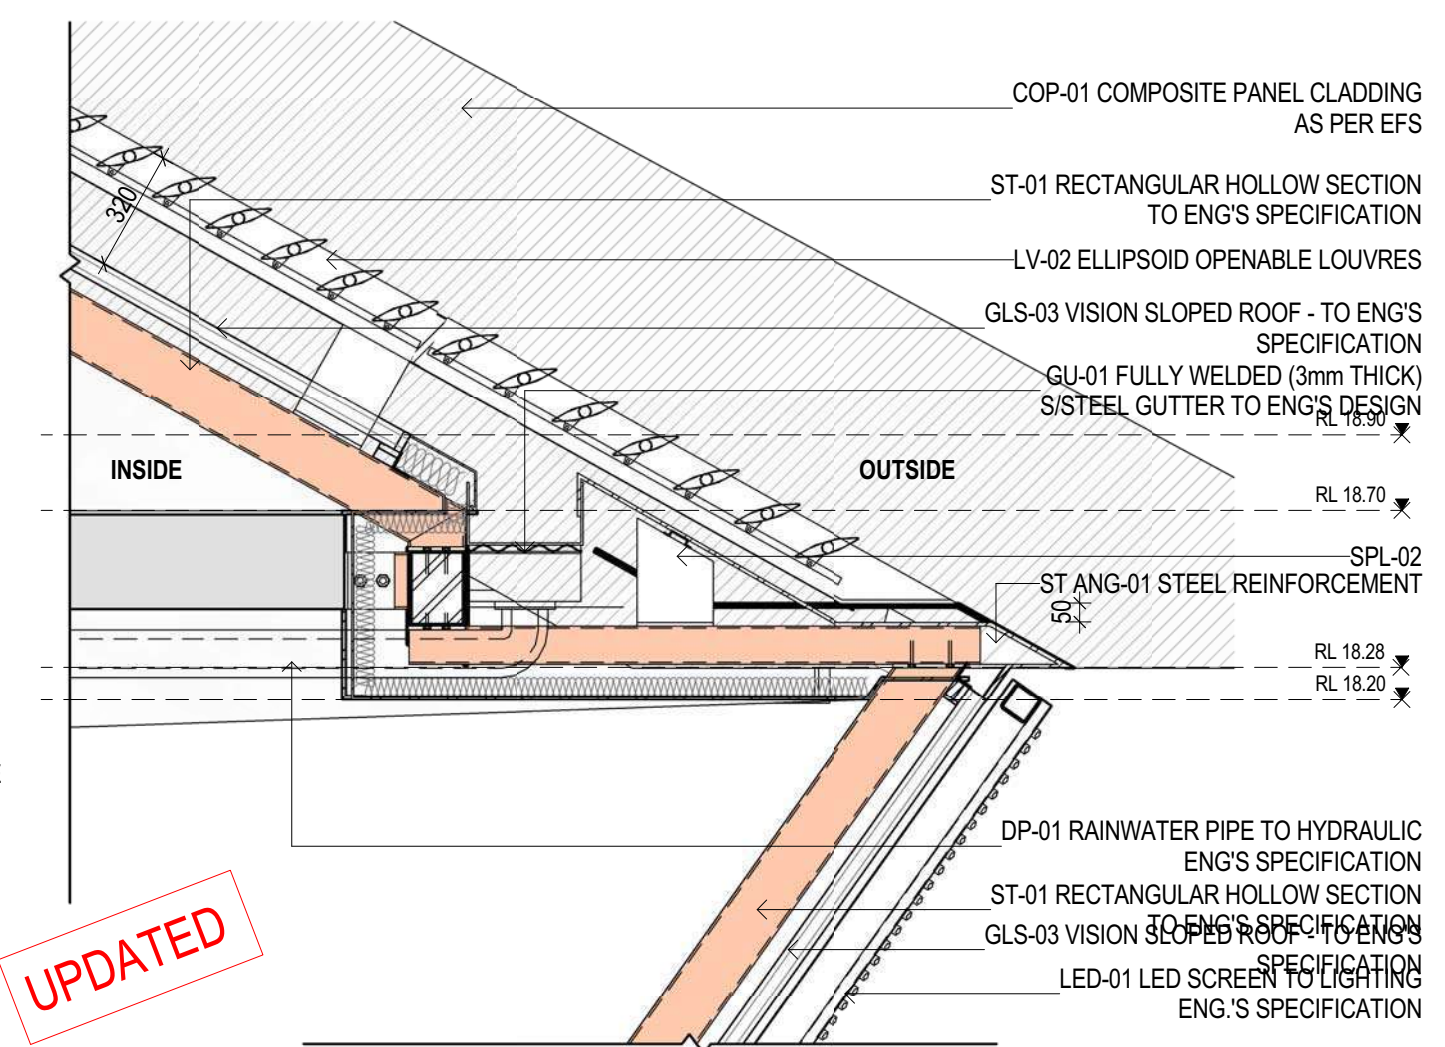 COP-01 COMPOSITE PANEL CLADDING
AS PER EFS
ST-01 RECTANGULAR HOLLOW SECTION
TO ENG'S SPECIFICATION
LV-02 ELLIPSOID OPENABLE LOUVRES
GLS-03 VISION SLOPED ROOF - TO ENG'S
SPECIFICATION
GU-01 FULLY WELDED (3mm THICK)
S/STEEL GUTTER TO ENG'S DESIGN
RL 18.90
320
INSIDE
OUTSIDE
RL 18.70
SPL-02
ST ANG-01 STEEL REINFORCEMENT
50
RL 18.28
RL 18.20
DP-01 RAINWATER PIPE TO HYDRAULIC
ENG'S SPECIFICATION
ST-01 RECTANGULAR HOLLOW SECTION
TO ENG'S SPECIFICATION
GLS-03 VISION SLOPED ROOF - TO ENG'S
SPECIFICATION
LED-01 LED SCREEN TO LIGHTING
ENG.'S SPECIFICATION
UPDATED